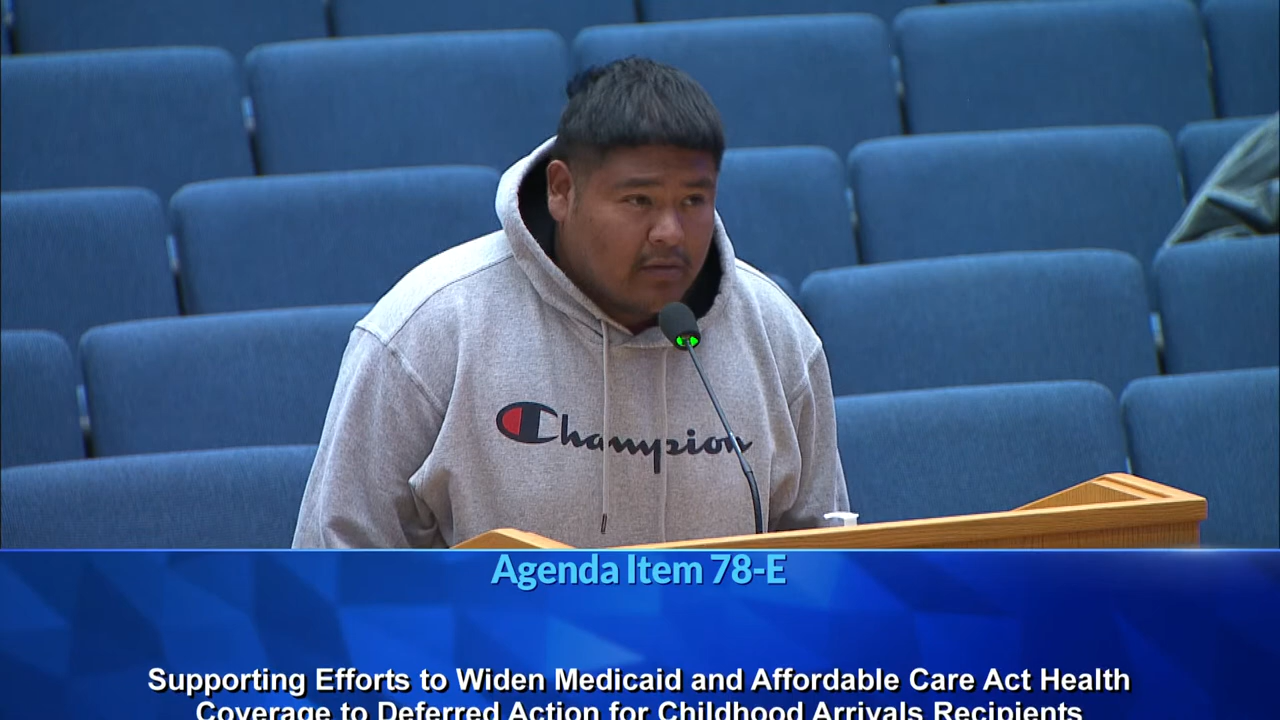 Champion
Agenda Item 78-E
Supporting Efforts to Widen Medicaid and Affordable Care Act Health
Coverage to Deferred Action for Childhood Arrivals Recipients